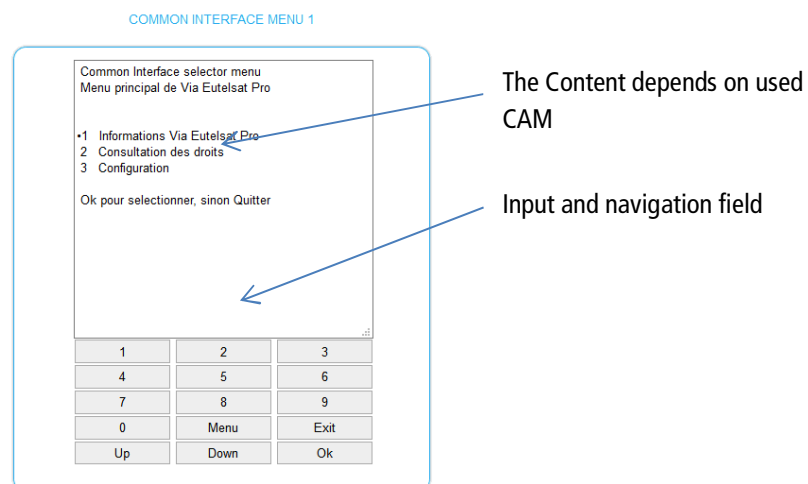 COMMON INTERFACE MENU 1
Common Interface selector menu
Menu principal de Via Eutelsat Pro
•1 Informations Via Eutelsat Pro
2 Consultation des droits
3 Configuration
Ok pour selectionner, sinon Quitter
The Content depends on used
CAM
Input and navigation field
1 2 3
4 5 6
7 8 9
0 Menu Exit
Up Down Ok